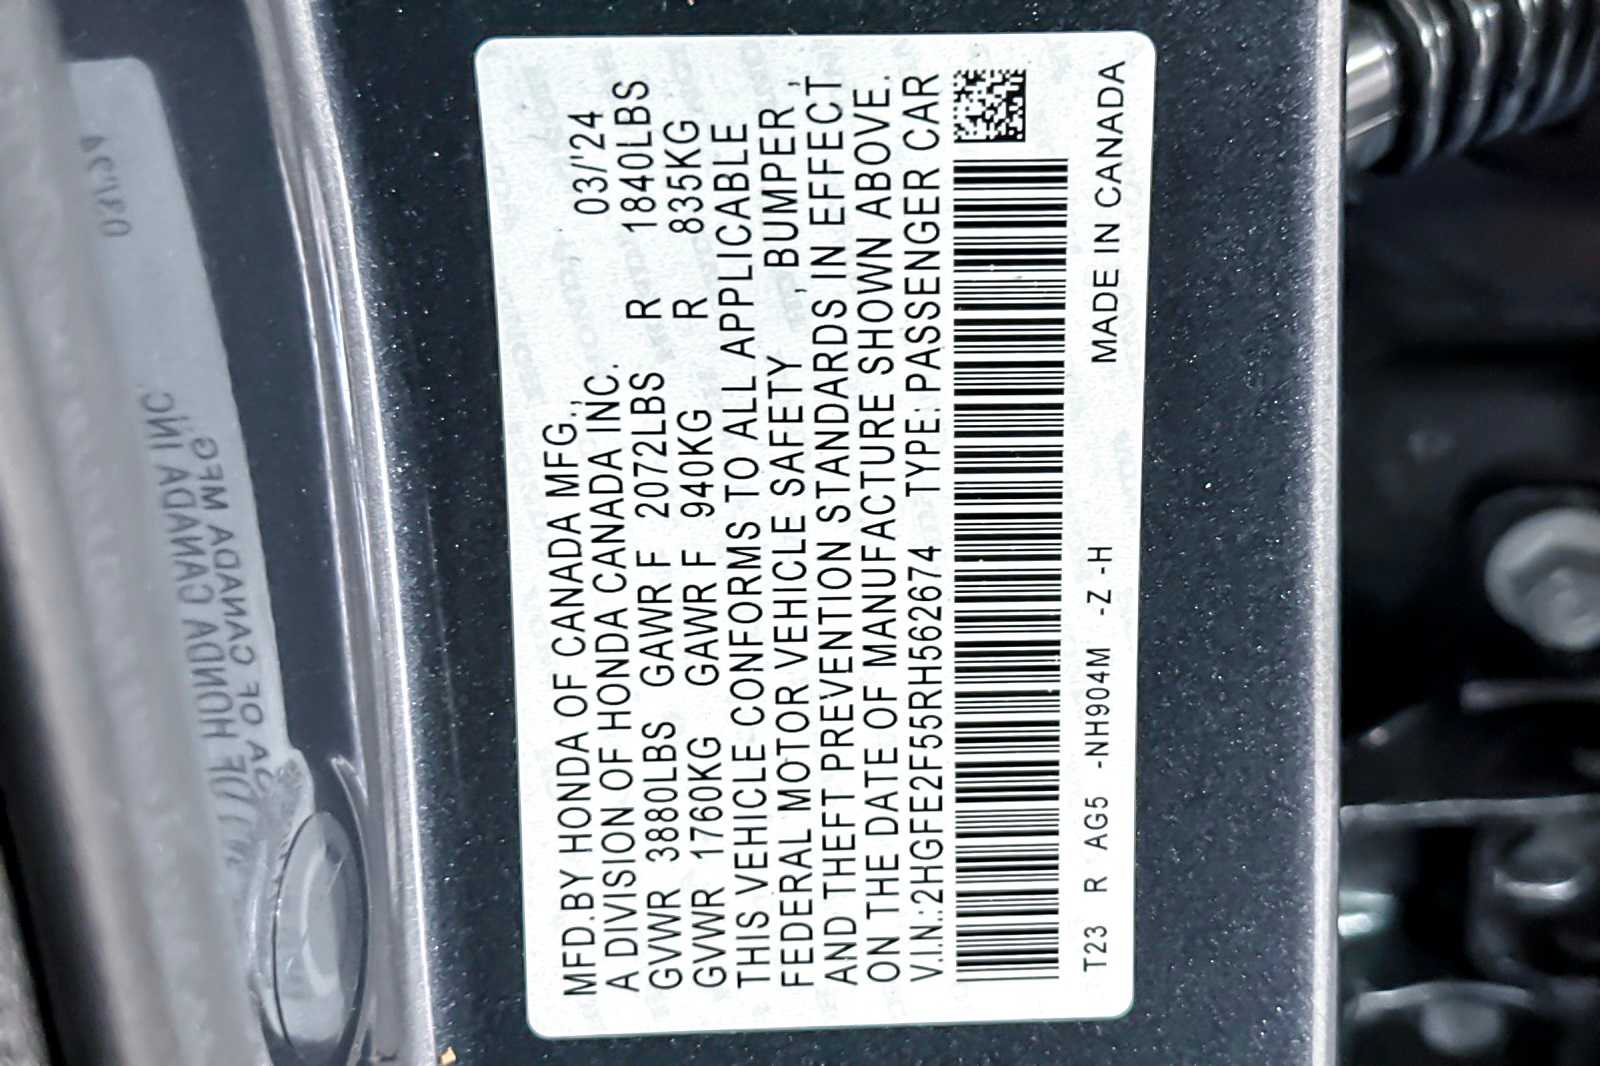 MFD.BY HONDA OF CANADA MFG., 03/'24
A DIVISION OF HONDA CANADA INC.
GVWR 3880LBS GAWR F 2072LBS R 1840LBS
GVWR 1760KG GAWR F 940KG R 835KG
THIS VEHICLE CONFORMS TO ALL APPLICABLE
FEDERAL MOTOR VEHICLE SAFETY , BUMPER ,
AND THEFT PREVENTION STANDARDS IN EFFECT
ON THE DATE OF MANUFACTURE SHOWN ABOVE.
V.I.N.:2HGFE2F55RH562674 TYPE: PASSENGER CAR
T23 R AG5 -NH904M -Z -H MADE IN CANADA